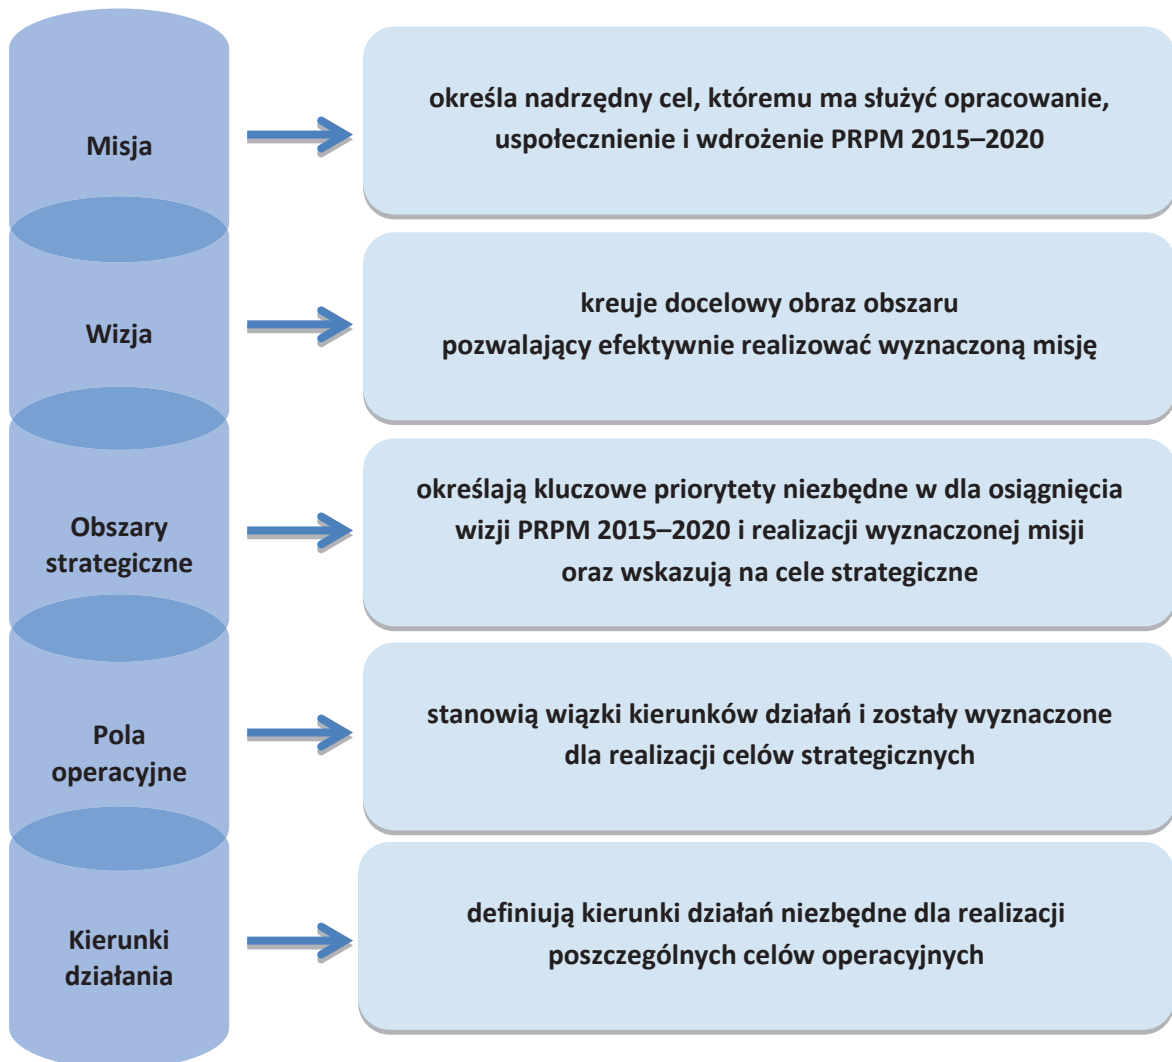 Misja
określa nadrzędny cel, któremu ma służyć opracowanie,
uspołecznienie i wdrożenie PRPM 2015–2020
Wizja
kreuje docelowy obraz obszaru
pozwalający efektywnie realizować wyznaczoną misję
Obszary
strategiczne
określają kluczowe priorytety niezbędne w dla osiągnięcia
wizji PRPM 2015–2020 i realizacji wyznaczonej misji
oraz wskazują na cele strategiczne
Pola
operacyjne
stanowią wiązki kierunków działań i zostały wyznaczone
dla realizacji celów strategicznych
Kierunki
działania
definiują kierunki działań niezbędne dla realizacji
poszczególnych celów operacyjnych